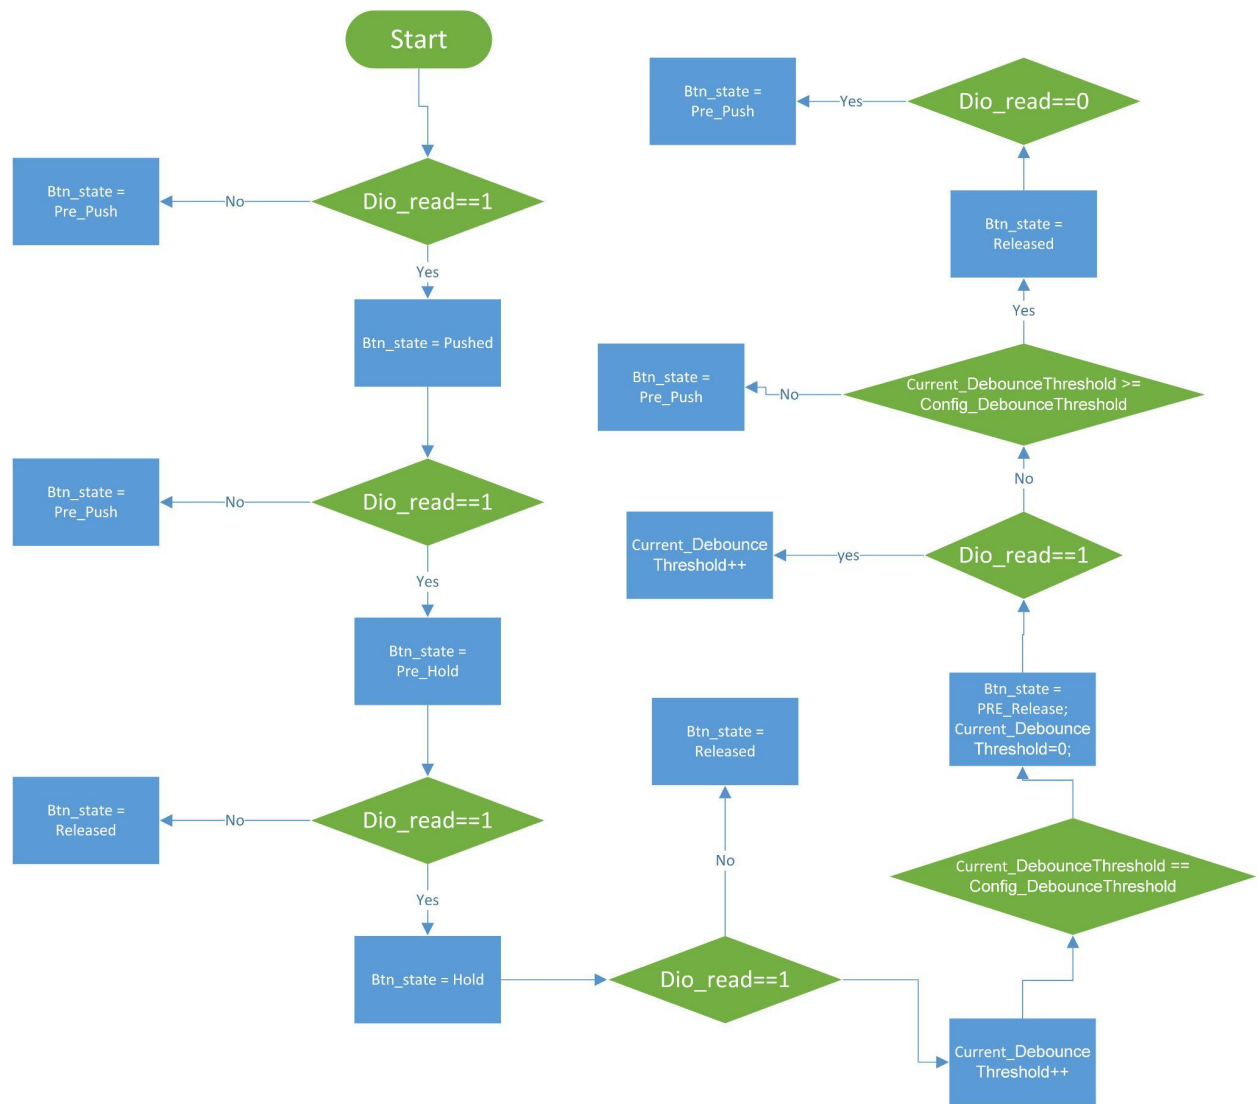 Start
Dio_read==1
No
Btn_state =
Pre_Push
Yes
Btn_state = Pushed
Dio_read==1
No
Btn_state =
Pre_Push
Yes
Btn_state =
Pre_Hold
Dio_read==1
No
Btn_state =
Released
Yes
Btn_state = Hold
Dio_read==1
No
Btn_state =
Released
Current_Debounce
Threshold++
Current_DebounceThreshold ==
Config_DebounceThreshold
Btn_state =
PRE_Release;
Current_Debounce
Threshold=0;
Dio_read==1
yes
Current_Debounce
Threshold++
No
Current_DebounceThreshold >=
Config_DebounceThreshold
No
Btn_state =
Pre_Push
Yes
Btn_state =
Released
Dio_read==0
Yes
Btn_state =
Pre_Push